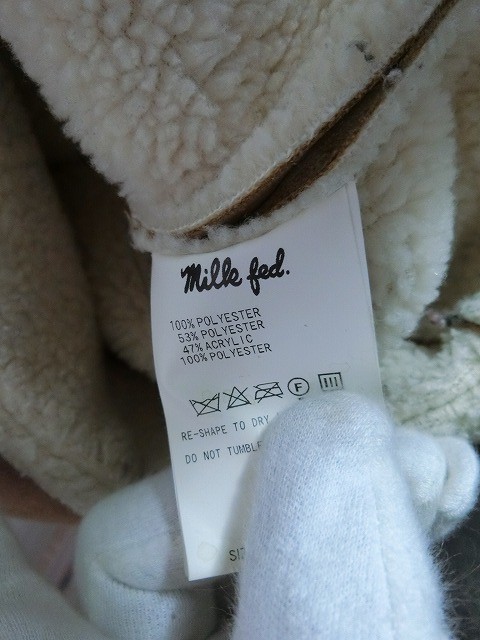 Milk fed.
100% POLYESTER
53% POLYESTER
47% ACRYLIC
100% POLYESTER
F
RE-SHAPE TO DRY
DO NOT TUMBLE